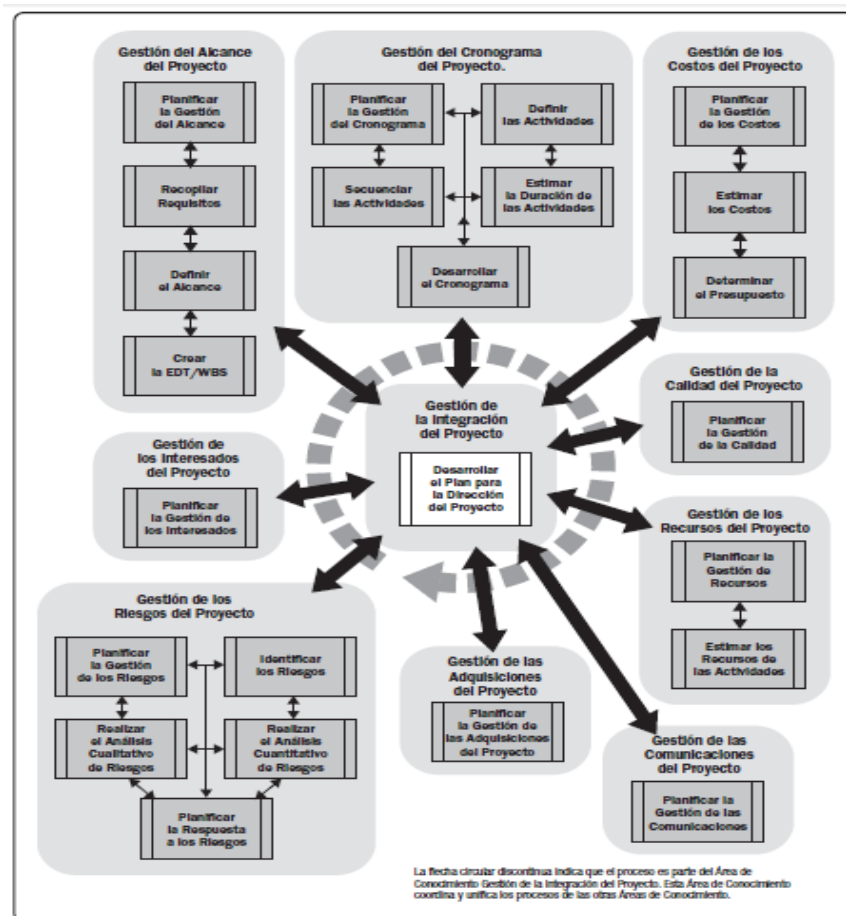 Gestión del Alcance
del Proyecto
Planificar
la Gestión
del Alcance
Recopilar
Requisitos
Definir
el Alcance
Crear
la EDT/WBS
Gestión del Cronograma
del Proyecto.
Planificar
la Gestión
del Cronograma
Definir
las Actividades
Secuenciar
las Actividades
Estimar
la Duración de
las Actividades
Desarrollar
el Cronograma
Gestión de los
Costos del Proyecto
Planificar
la Gestión
de los Costos
Estimar
los Costos
Determinar
el Presupuesto
Gestión de
la Integración
del Proyecto
Desarrollar
el Plan para
la Dirección
del Proyecto
Gestión de la
Calidad del Proyecto
Planificar
la Gestión
de la Calidad
Gestión de
los Interesados
del Proyecto
Planificar
la Gestión de
los Interesados
Gestión de los
Recursos del Proyecto
Planificar la
Gestión de
Recursos
Estimar los
Recursos de
las Actividades
Gestión de los
Riesgos del Proyecto
Planificar
la Gestión
de los Riesgos
Identificar
los Riesgos
Realizar
el Análisis
Cualitativo
de Riesgos
Realizar
el Análisis
Cuantitativo
de Riesgos
Planificar
la Respuesta
a los Riesgos
Gestión de las
Adquisiciones
del Proyecto
Planificar
la Gestión de
las Adquisiciones
del Proyecto
Gestión de las
Comunicaciones
del Proyecto
Planificar la
Gestión de las
Comunicaciones
La flecha circular discontinua indica que el proceso es parte del Área de
Conocimiento Gestión de la Integración del Proyecto. Esta Área de Conocimiento
coordina y unifica los procesos de las otras Áreas de Conocimiento.